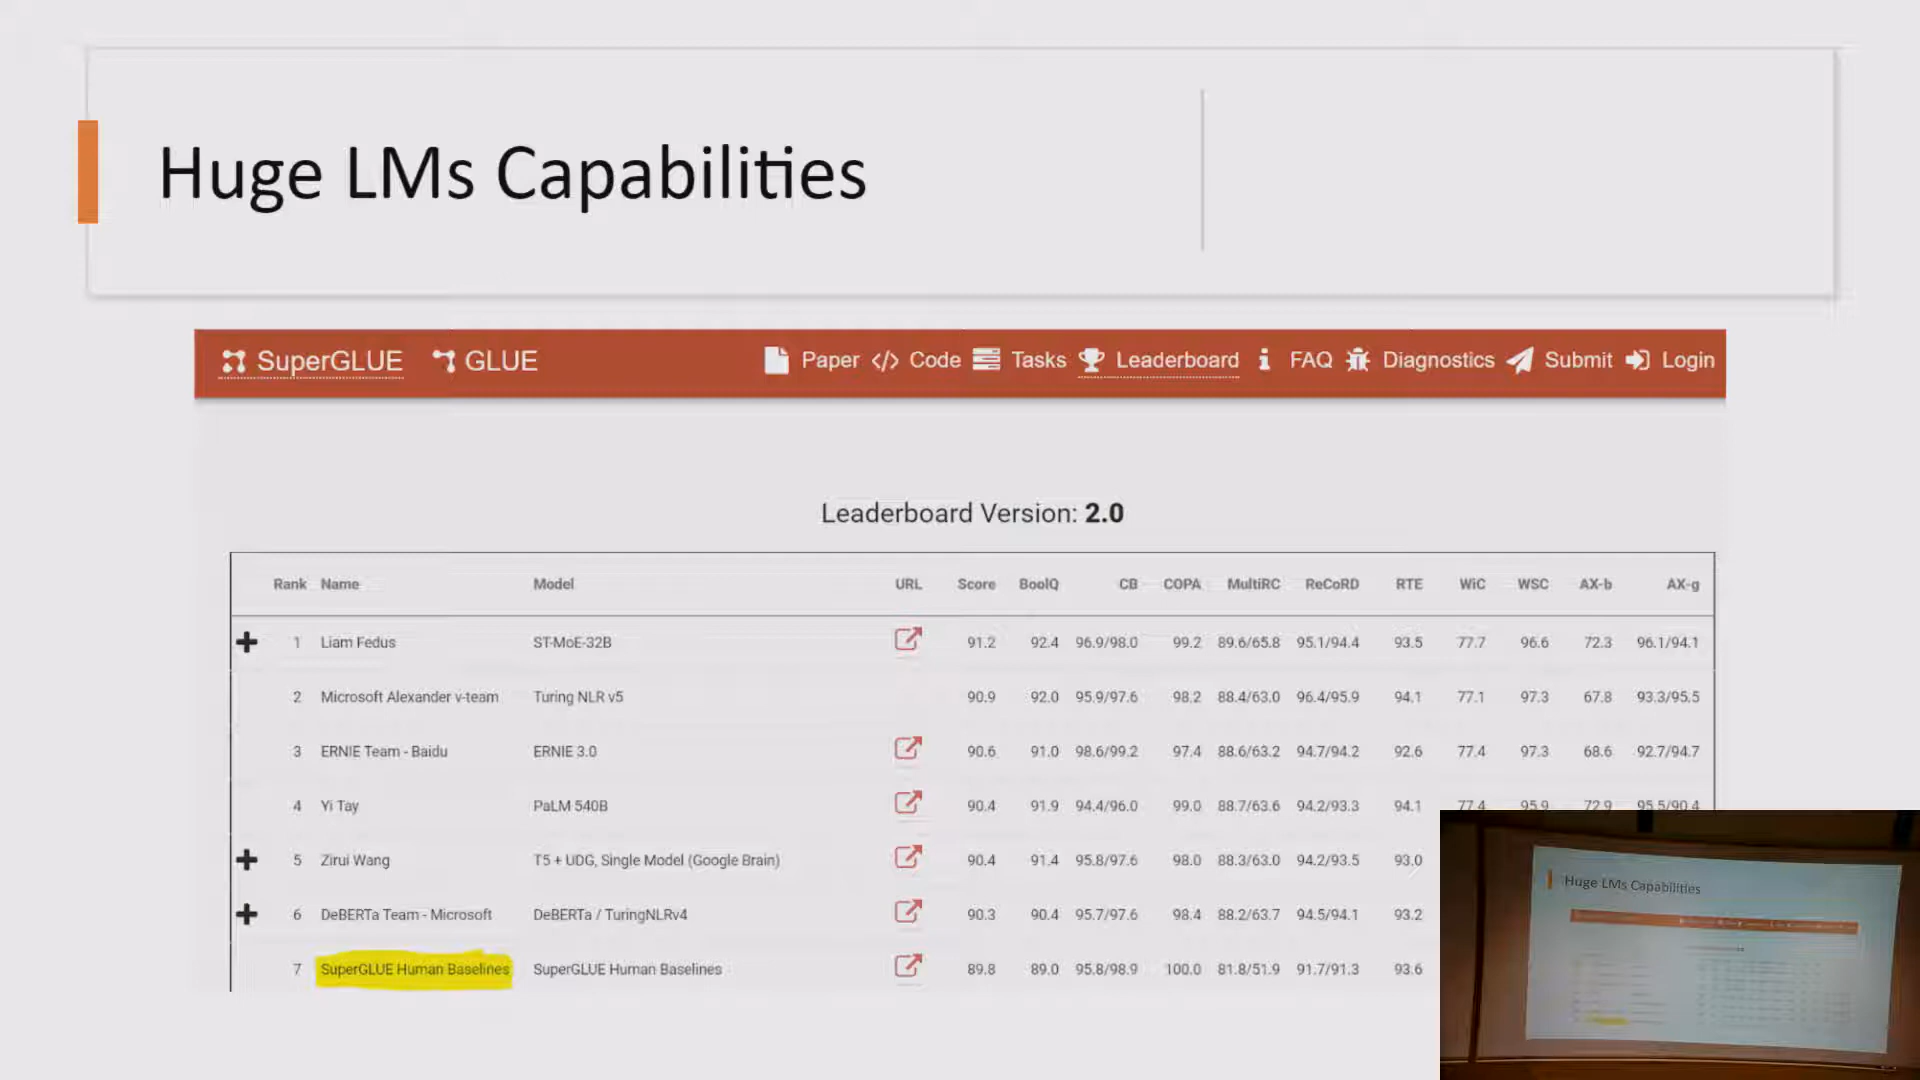 Huge LMs Capabilities
SuperGLUE GLUE Paper </> Code Tasks Leaderboard FAQ Diagnostics Submit Login
Leaderboard Version: 2.0
Rank Name Model URL Score BoolQ CB COPA MultiRC ReCoRD RTE WiC WSC AX-b AX-g
1 Liam Fedus ST-MoE-32B 91.2 92.4 96.9/98.0 99.2 89.6/65.8 95.1/94.4 93.5 77.7 96.6 72.3 96.1/94.1
2 Microsoft Alexander v-team Turing NLR v5 90.9 92.0 95.9/97.6 98.2 88.4/63.0 96.4/95.9 94.1 77.1 97.3 67.8 93.3/95.5
3 ERNIE Team - Baidu ERNIE 3.0 90.6 91.0 98.6/99.2 97.4 88.6/63.2 94.7/94.2 92.6 77.4 97.3 68.6 92.7/94.7
4 Yi Tay PaLM 540B 90.4 91.9 94.4/96.0 99.0 88.7/63.6 94.2/93.3 94.1 77.4 95.9 72.9 95.5/90.4
5 Zirui Wang T5 + UDG, Single Model (Google Brain) 90.4 91.4 95.8/97.6 98.0 88.3/63.0 94.2/93.5 93.0
6 DeBERTa Team - Microsoft DeBERTa / TuringNLRv4 90.3 90.4 95.7/97.6 98.4 88.2/63.7 94.5/94.1 93.2
7 SuperGLUE Human Baselines SuperGLUE Human Baselines 89.8 89.0 95.8/98.9 100.0 81.8/51.9 91.7/91.3 93.6
Huge LMs Capabilities